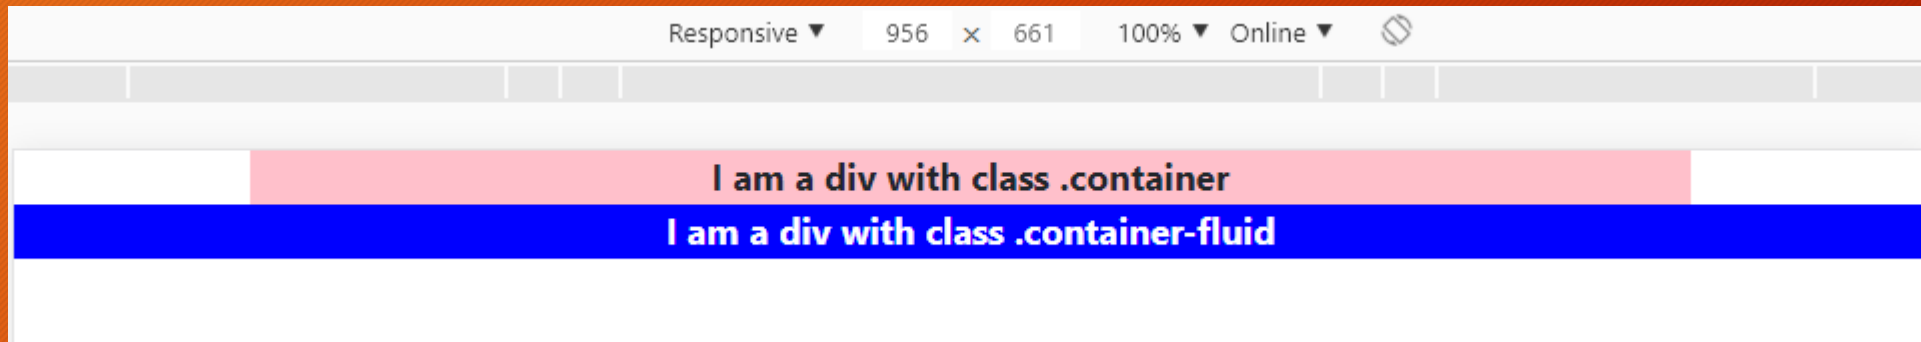 Responsive ▼ 956 × 661 100% ▼ Online ▼
I am a div with class .container
I am a div with class .container-fluid